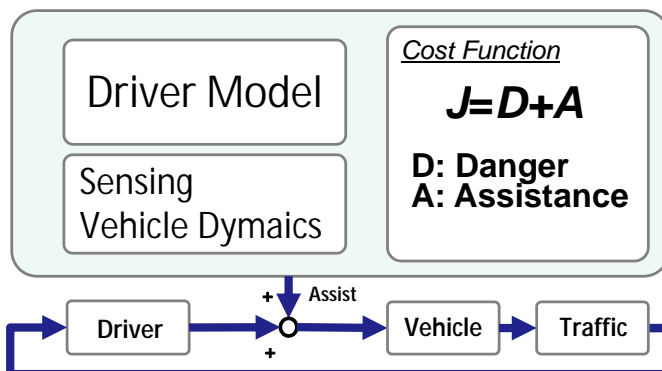 Driver Model
Sensing
Vehicle Dymaics
Cost Function
J=D+A
D: Danger
A: Assistance
+
Assist
Driver
+
Vehicle
Traffic